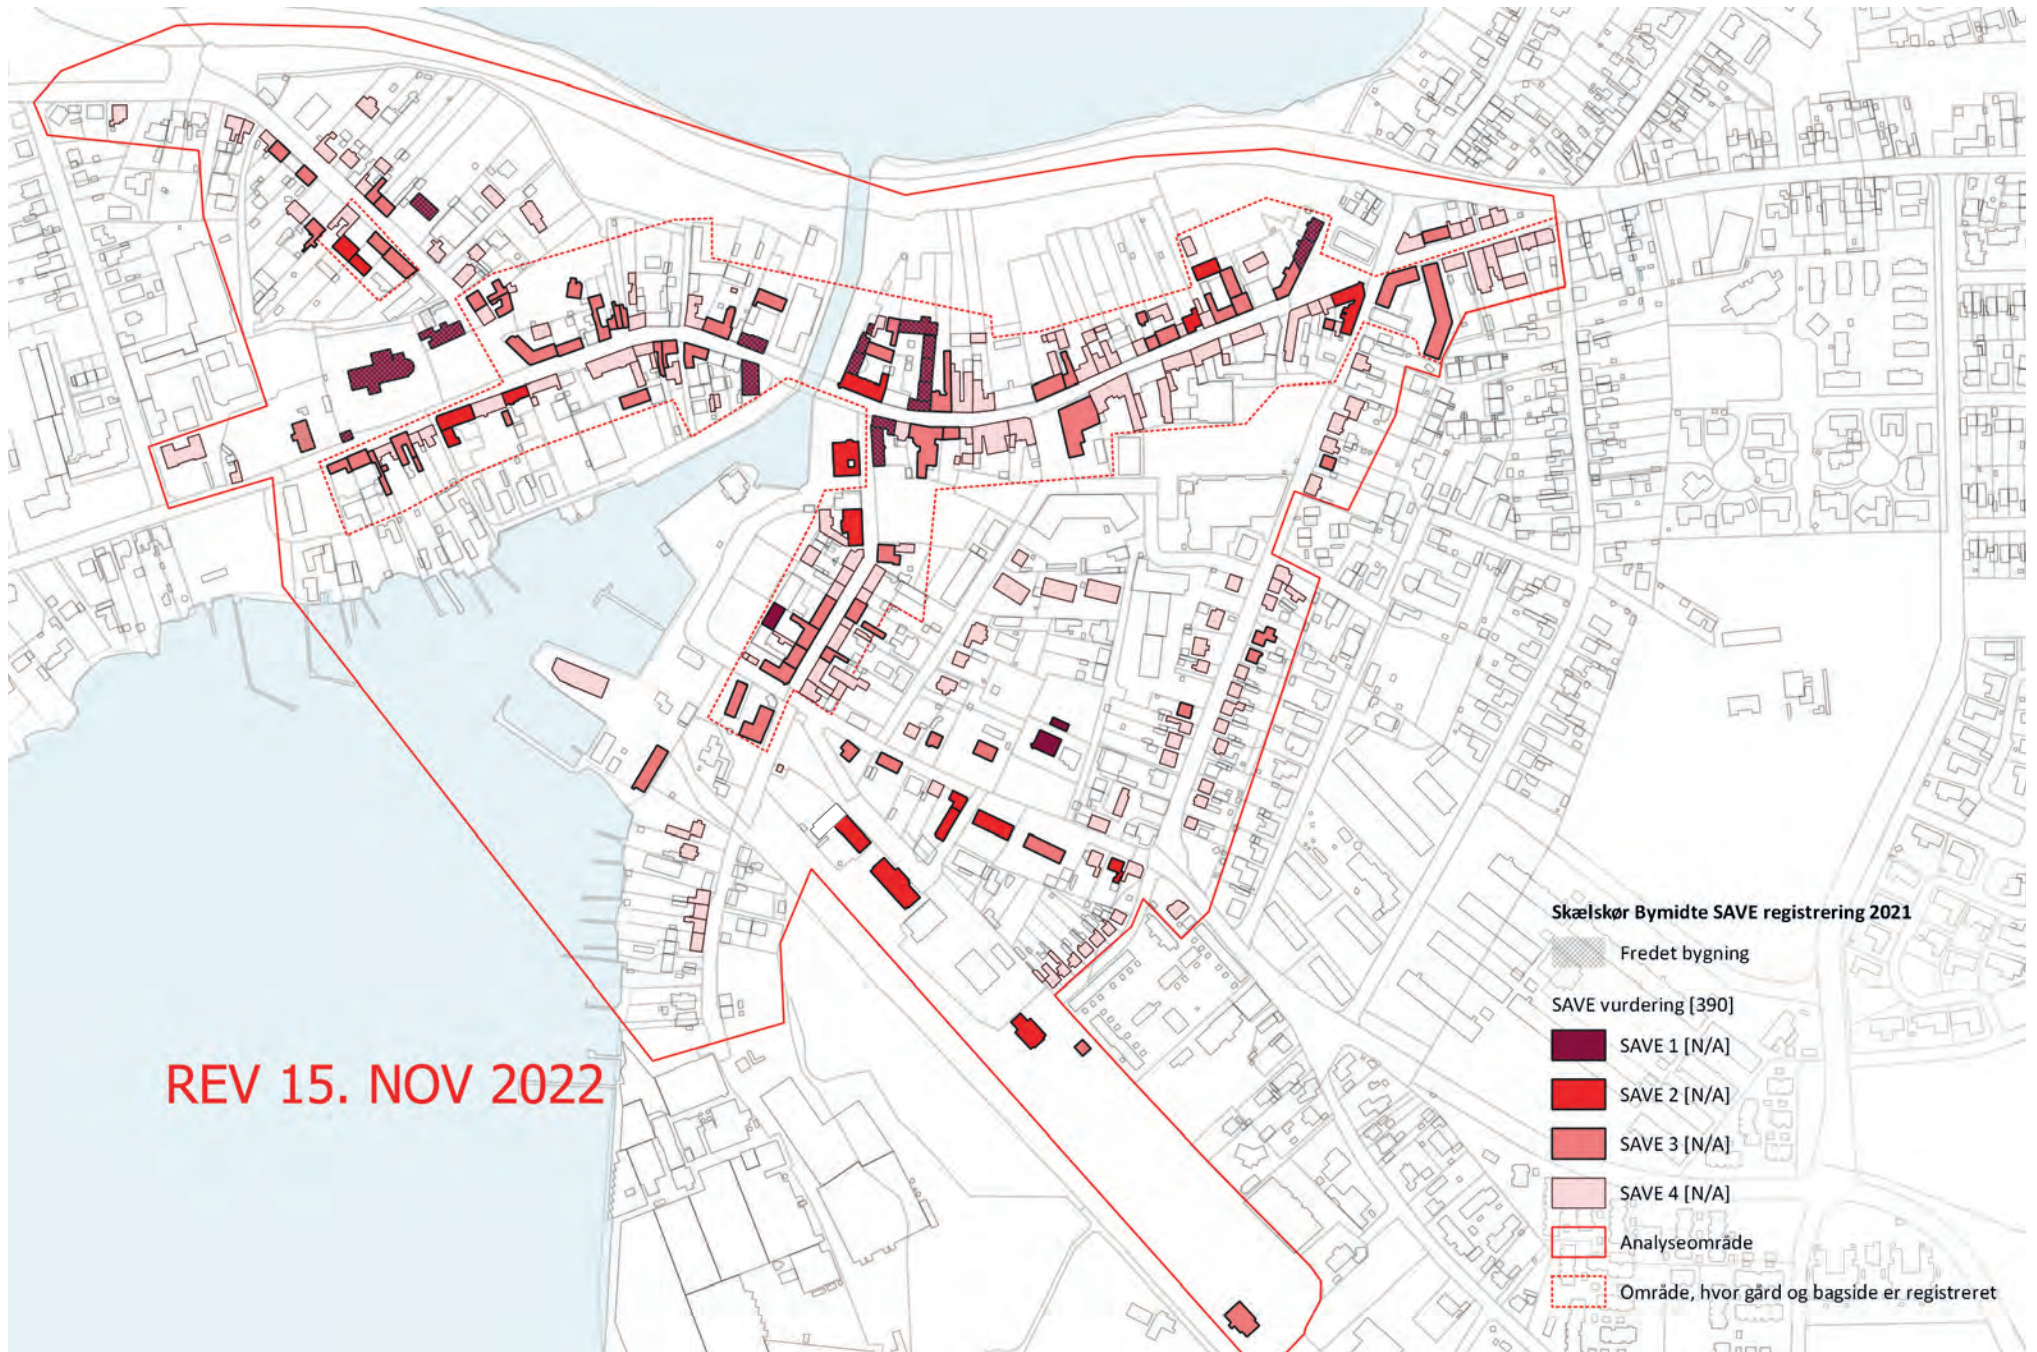 Skælskør Bymidte SAVE registrering 2021
Fredet bygning
SAVE vurdering [390]
SAVE 1 [N/A]
SAVE 2 [N/A]
SAVE 3 [N/A]
SAVE 4 [N/A]
Analyseområde
Område, hvor gård og bagside er registreret
REV 15. NOV 2022